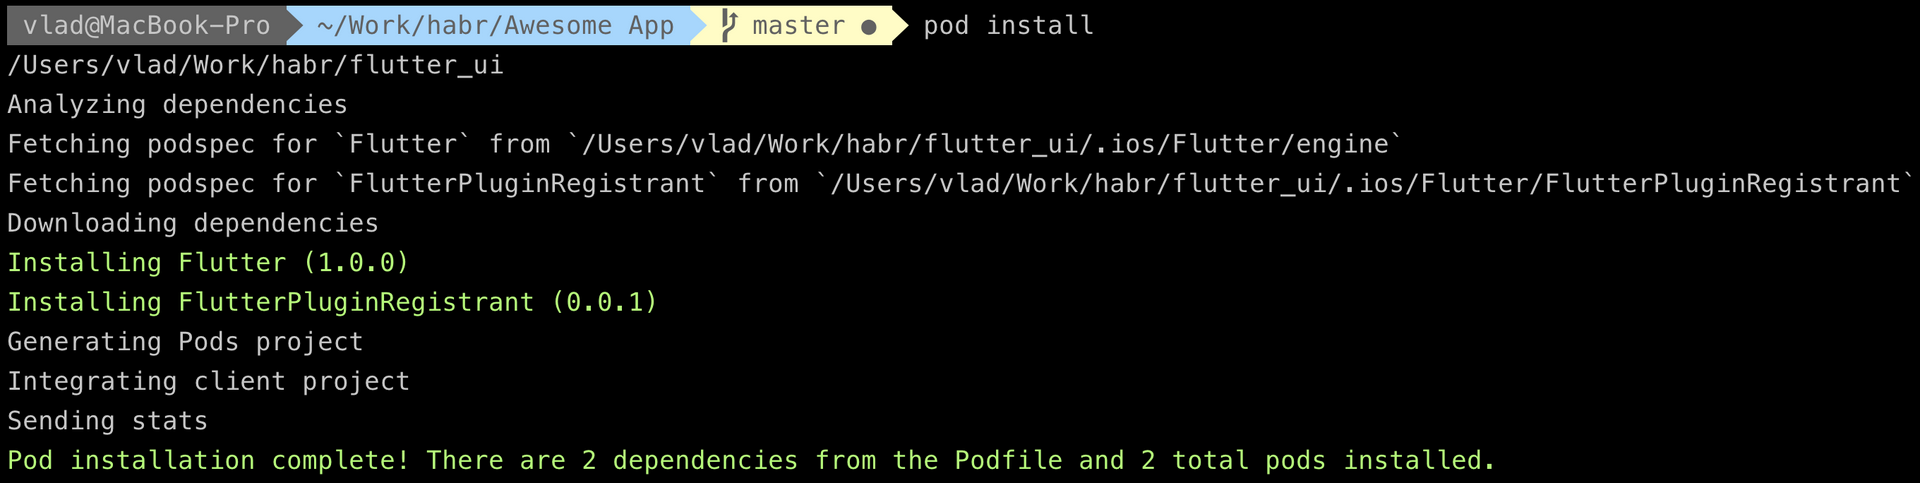 vlad@MacBook-Pro ~/Work/habr/Awesome App master ● pod install
/Users/vlad/Work/habr/flutter_ui
Analyzing dependencies
Fetching podspec for `Flutter` from `/Users/vlad/Work/habr/flutter_ui/.ios/Flutter/engine`
Fetching podspec for `FlutterPluginRegistrant` from `/Users/vlad/Work/habr/flutter_ui/.ios/Flutter/FlutterPluginRegistrant`
Downloading dependencies
Installing Flutter (1.0.0)
Installing FlutterPluginRegistrant (0.0.1)
Generating Pods project
Integrating client project
Sending stats
Pod installation complete! There are 2 dependencies from the Podfile and 2 total pods installed.